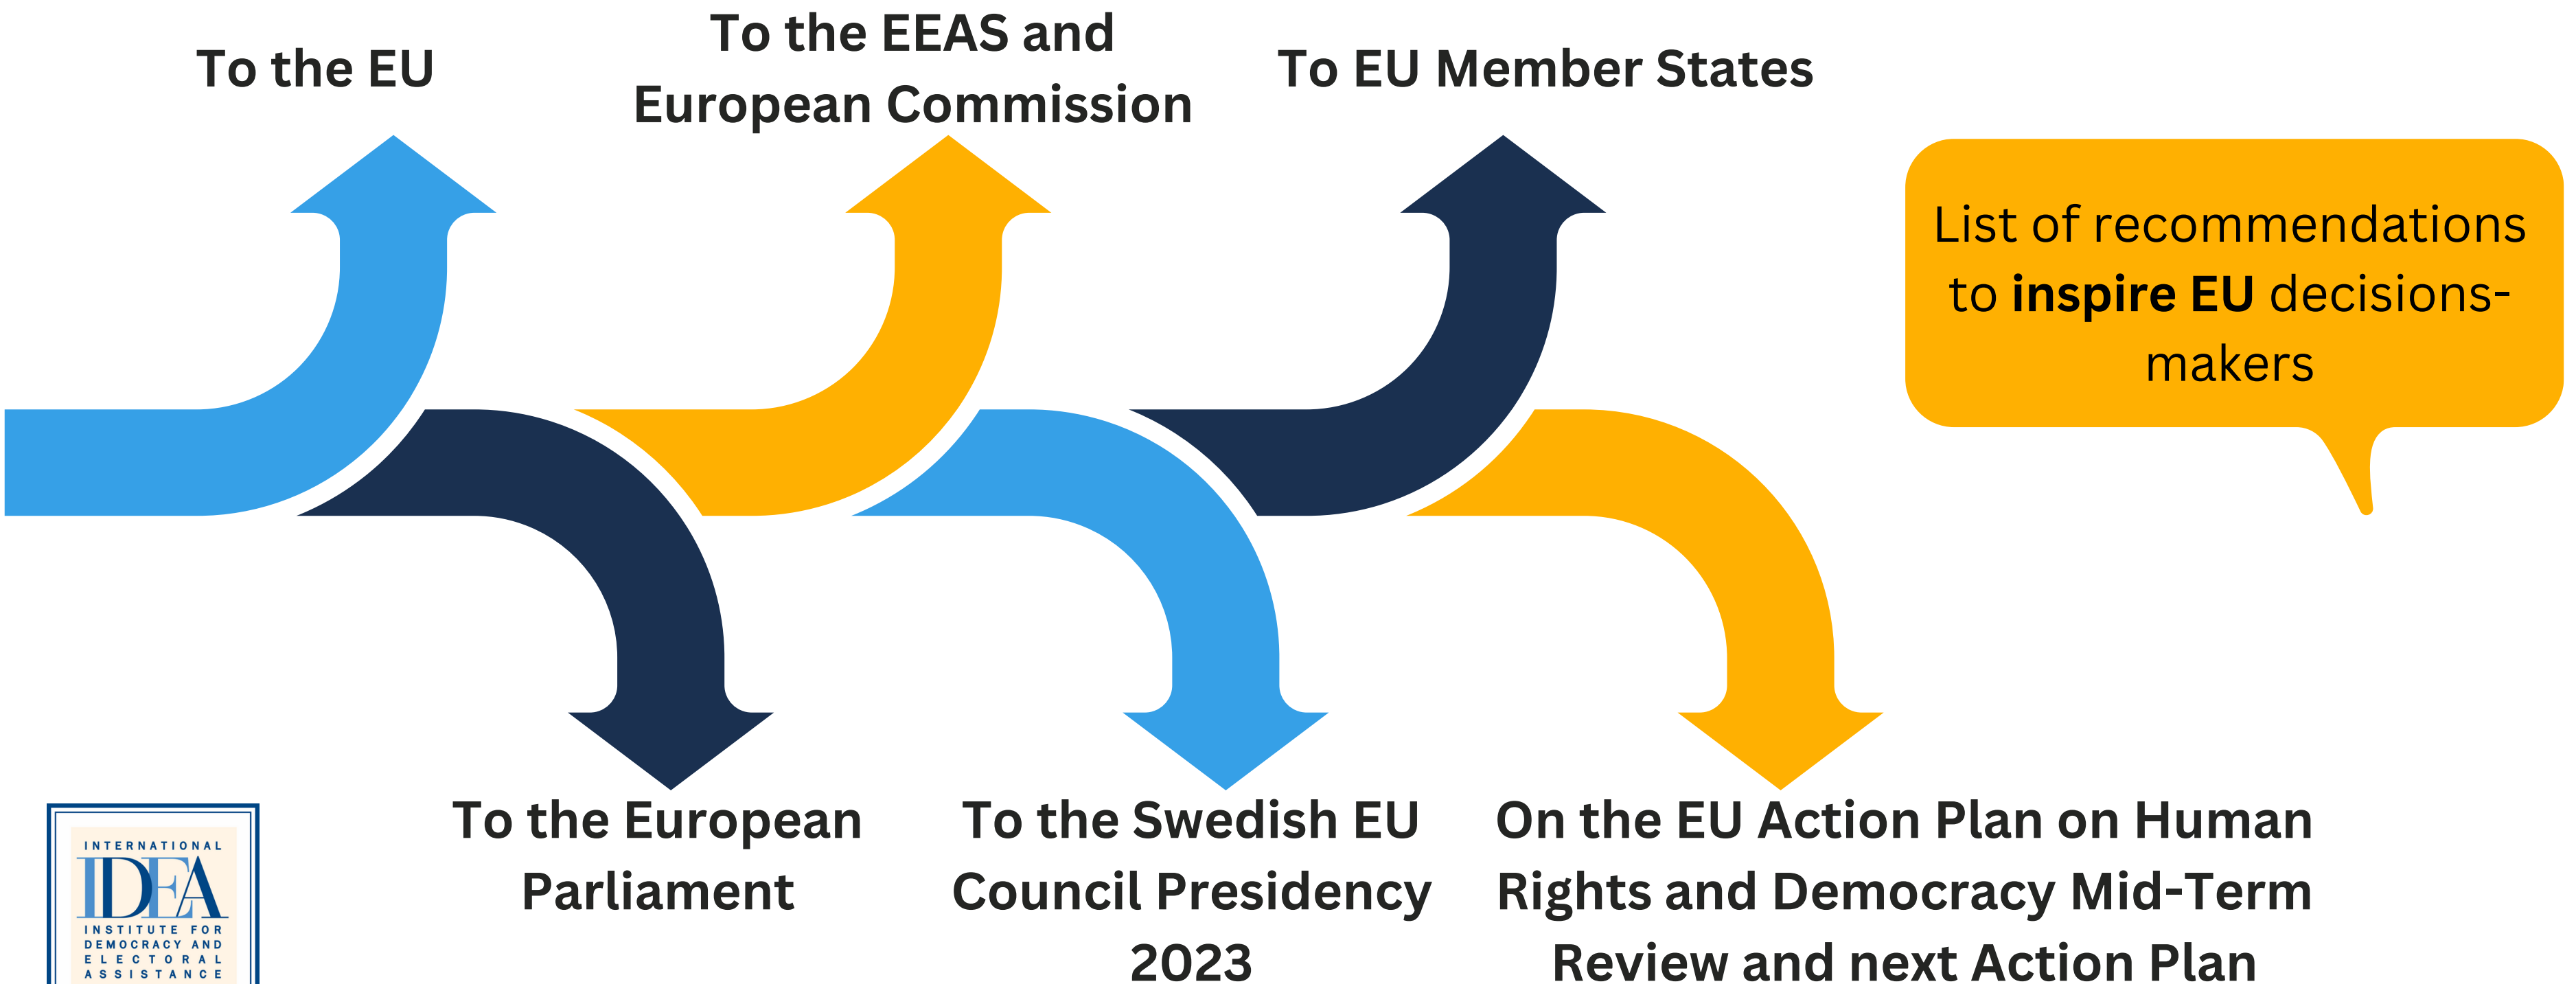 To the EU
To the EEAS and
European Commission
To EU Member States
List of recommendations
to inspire EU decisions-
makers
To the European
Parliament
To the Swedish EU
Council Presidency
2023
On the EU Action Plan on Human
Rights and Democracy Mid-Term
Review and next Action Plan
INTERNATIONAL
IDEA
INSTITUTE FOR
DEMOCRACY AND
ELECTORAL
ASSISTANCE